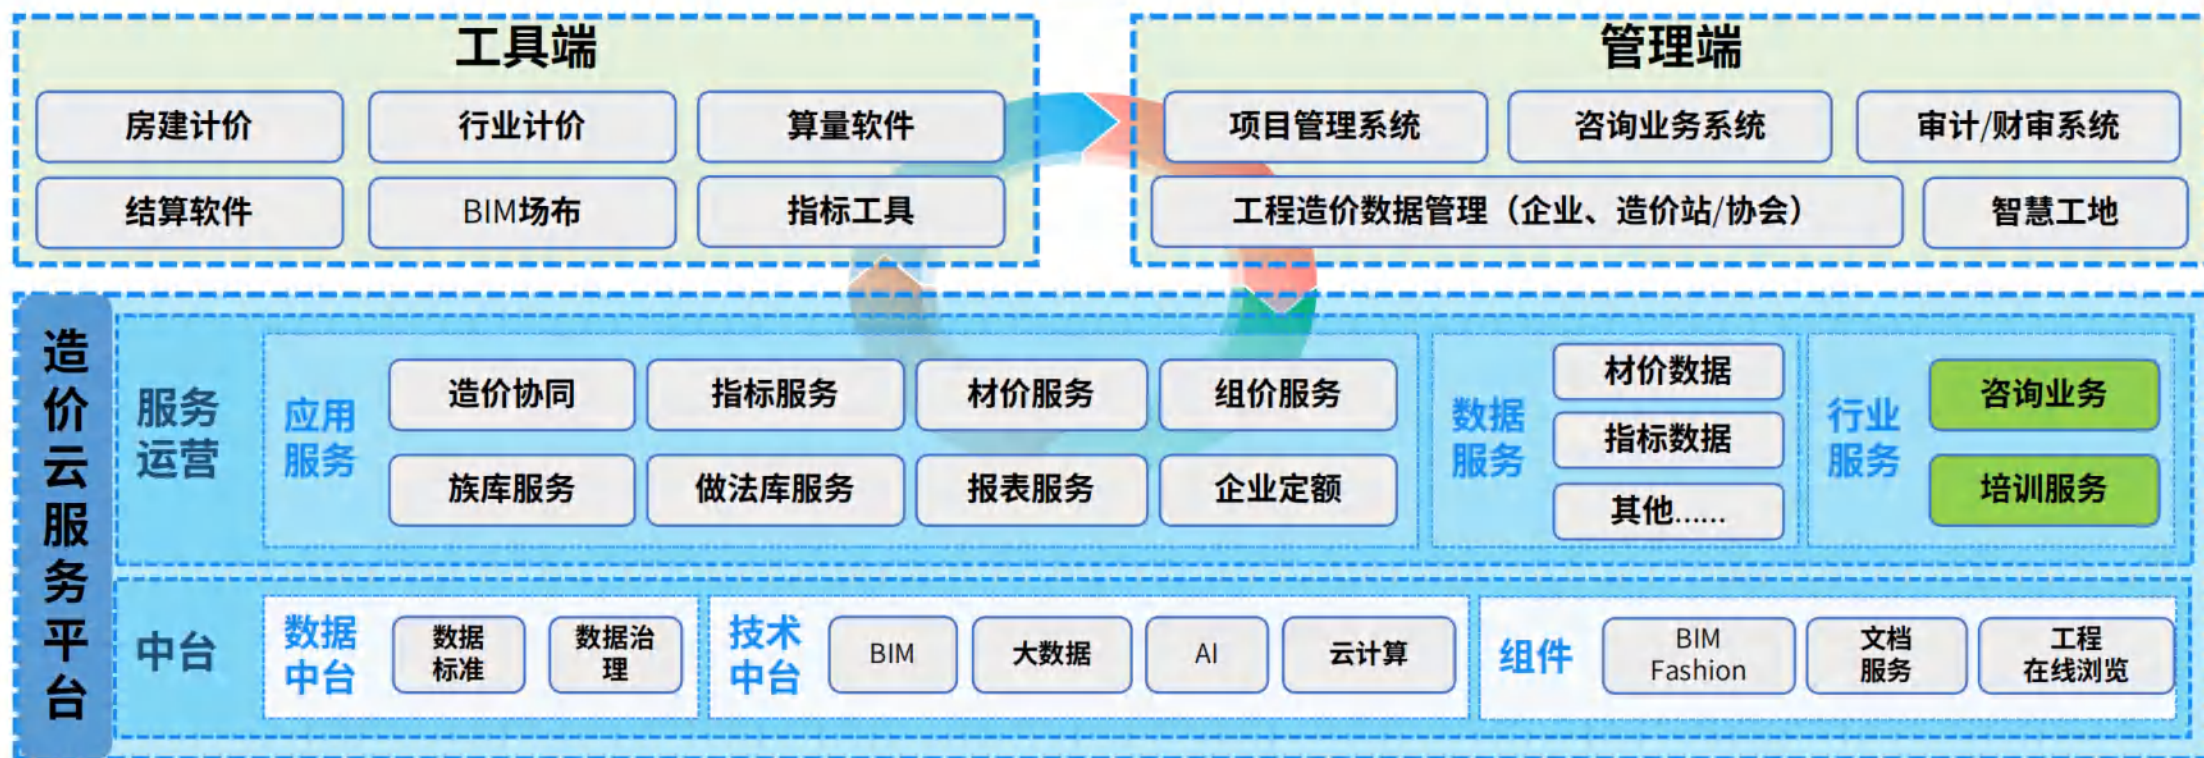 工具端
房建计价
行业计价
算量软件
结算软件
BIM场布
指标工具
管理端
项目管理系统
咨询业务系统
审计/财审系统
工程造价数据管理（企业、造价站/协会）
智慧工地
造价云服务平台
服务
运营
应用
服务
造价协同
指标服务
材价服务
组价服务
族库服务
做法库服务
报表服务
企业定额
数据
服务
材价数据
指标数据
其他......
行业
服务
咨询业务
培训服务
中台
数据
中台
数据
标准
数据治
理
技术
中台
BIM
大数据
AI
云计算
组件
BIM
Fashion
文档
服务
工程
在线浏览